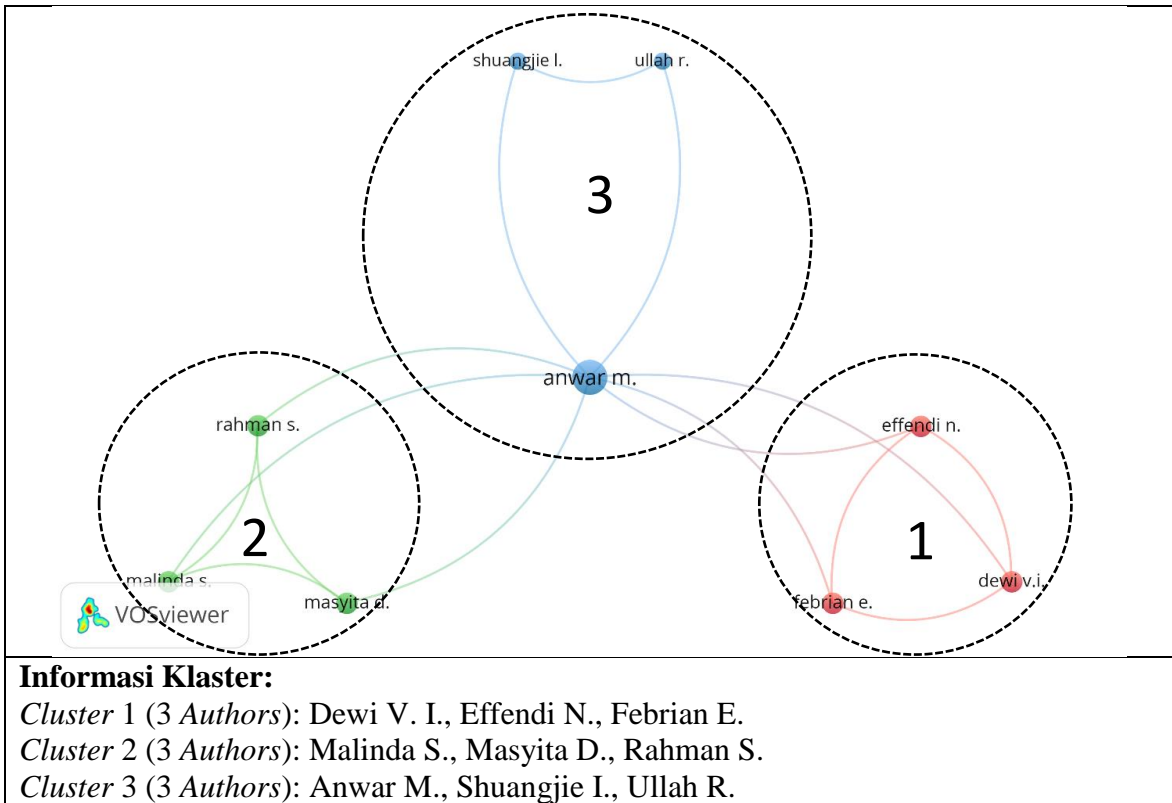 shuangjie l.
ullah r.
3
anwar m.
rahman s.
effendi n.
2
1
malinda s.
dewi v.i.
masyita d.
febrian e.
VOSviewer
Informasi Klaster:
Cluster 1 (3 Authors): Dewi V. I., Effendi N., Febrian E.
Cluster 2 (3 Authors): Malinda S., Masyita D., Rahman S.
Cluster 3 (3 Authors): Anwar M., Shuangjie I., Ullah R.